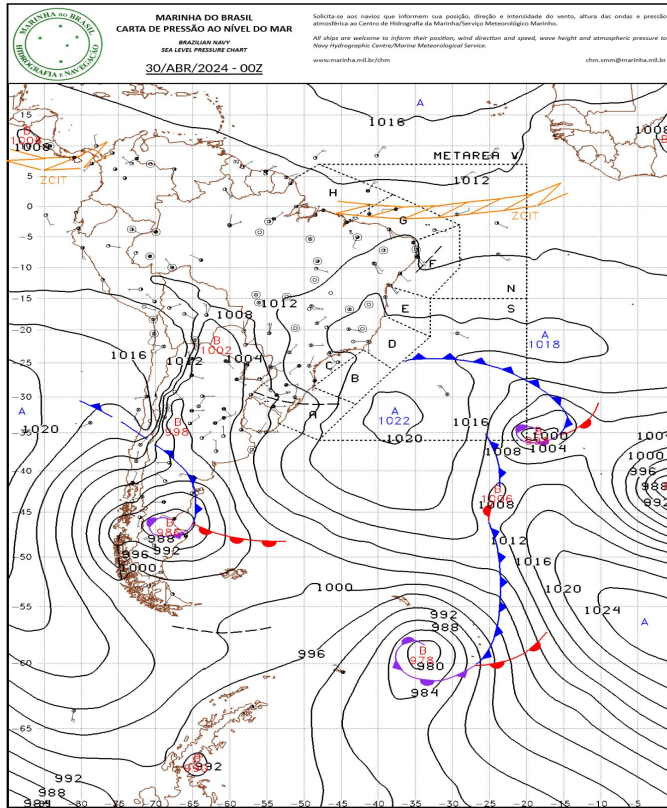 MARINHA DO BRASIL
HIDROGRAFIA e NAVEGAÇÃO
MARINHA DO BRASIL
CARTA DE PRESSÃO AO NÍVEL DO MAR
BRAZILIAN NAVY
SEA LEVEL PRESSURE CHART
30/ABR/2024 - 00Z
Solicita-se aos navios que informem sua posição, direção e intensidade do vento, altura das ondas e pressão
atmosférica ao Centro de Hidrografia da Marinha/Serviço Meteorológico Marinho.
All ships are welcome to inform their position, wind direction and speed, wave height and atmospheric pressure to
Navy Hydrographic Centre/Marine Meteorological Service.
www.marinha.mil.br/chm
chm.smm@marinha.mil.br
15
A
1016
B
1008
1008
B
10
ZCIT
METAREA V
1012
H
5
0
G
ZCIT
-5
F
-10
1012
1008
N
-15
E
S
1016
1012
B
1002
1004
A
1018
-20
D
-25
C
B
A
-30
A
1020
B
998
A
1022
1020
1016
B
1000
1004
1008
-35
1004
1000
996
988
992
-40
B
1006
1008
-45
B
986
988
992
996
1000
1012
1016
-50
1020
1024
A
1000
992
988
-55
996
B
978
980
984
-60
-65
B
992
992
988
984
-80
-75
-70
-65
-60
-55
-50
-45
-40
-35
-30
-25
-20
-15
-10
-5